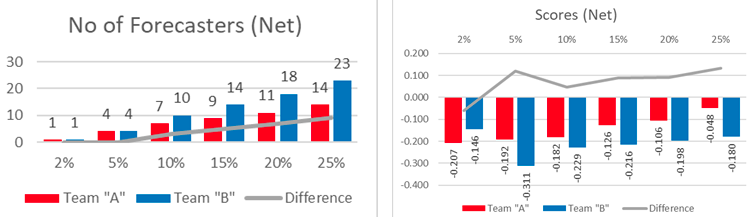 No of Forecasters (Net)
30
20
10
0
1 1 4 4 7 10 9 14 11 18 14 23
2% 5% 10% 15% 20% 25%
Team "A" Team "B" Difference
Scores (Net)
2% 5% 10% 15% 20% 25%
0.200
0.100
0.000
-0.100
-0.200
-0.300
-0.400
-0.207 -0.146 -0.192 -0.311 -0.182 -0.229 -0.126 -0.216 -0.106 -0.198 -0.048 -0.180
Team "A" Team "B" Difference